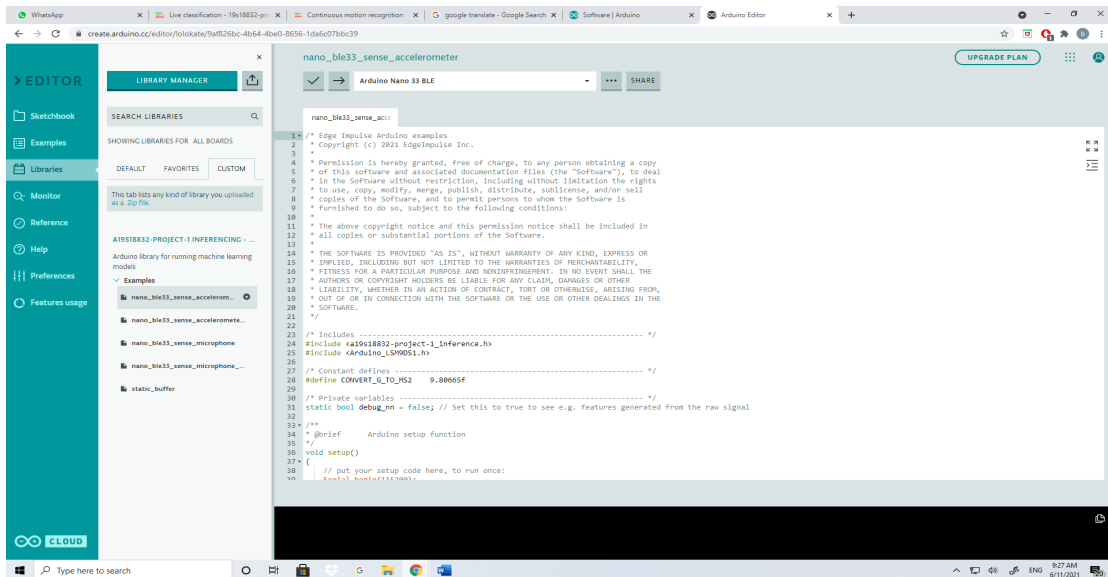 WhatsApp
Live classification - 19s18832-pro
Continuous motion recognition
google translate - Google Search
Software | Arduino
Arduino Editor
create.arduino.cc/editor/lolokate/9af826bc-4b64-4be0-8656-1da6c07bbc39
EDITOR
Sketchbook
Examples
Libraries
Monitor
Reference
Help
Preferences
Features usage
CLOUD
LIBRARY MANAGER
SEARCH LIBRARIES
SHOWING LIBRARIES FOR ALL BOARDS
DEFAULT FAVORITES CUSTOM
This tab lists any kind of library you uploaded
as a .Zip file.
A19S18832-PROJECT-1 INFERENCING - ...
Arduino library for running machine learning
models
Examples
nano_ble33_sense_accelerom...
nano_ble33_sense_acceleromete...
nano_ble33_sense_microphone
nano_ble33_sense_microphone_...
static_buffer
nano_ble33_sense_accelerometer
UPGRADE PLAN
Arduino Nano 33 BLE
SHARE
nano_ble33_sense_acce
1 /* Edge Impulse Arduino examples
2 * Copyright (c) 2021 EdgeImpulse Inc.
3 *
4 * Permission is hereby granted, free of charge, to any person obtaining a copy
5 * of this software and associated documentation files (the "Software"), to deal
6 * in the Software without restriction, including without limitation the rights
7 * to use, copy, modify, merge, publish, distribute, sublicense, and/or sell
8 * copies of the Software, and to permit persons to whom the Software is
9 * furnished to do so, subject to the following conditions:
10 *
11 * The above copyright notice and this permission notice shall be included in
12 * all copies or substantial portions of the Software.
13 *
14 * THE SOFTWARE IS PROVIDED "AS IS", WITHOUT WARRANTY OF ANY KIND, EXPRESS OR
15 * IMPLIED, INCLUDING BUT NOT LIMITED TO THE WARRANTIES OF MERCHANTABILITY,
16 * FITNESS FOR A PARTICULAR PURPOSE AND NONINFRINGEMENT. IN NO EVENT SHALL THE
17 * AUTHORS OR COPYRIGHT HOLDERS BE LIABLE FOR ANY CLAIM, DAMAGES OR OTHER
18 * LIABILITY, WHETHER IN AN ACTION OF CONTRACT, TORT OR OTHERWISE, ARISING FROM,
19 * OUT OF OR IN CONNECTION WITH THE SOFTWARE OR THE USE OR OTHER DEALINGS IN THE
20 * SOFTWARE.
21 */
22
23 /* Includes ---------------------------------------------------------------- */
24 #include <a19s18832-project-1_inference.h>
25 #include <Arduino_LSM9DS1.h>
26
27 /* Constant defines -------------------------------------------------------- */
28 #define CONVERT_G_TO_MS2    9.80665f
29
30 /* Private variables ------------------------------------------------------- */
31 static bool debug_nn = false; // Set this to true to see e.g. features generated from the raw signal
32
33 /**
34 * @brief      Arduino setup function
35 */
36 void setup()
37 {
38     // put your setup code here, to run once:
39     Serial.begin(115200);
Type here to search
ENG
9:27 AM
6/11/2021